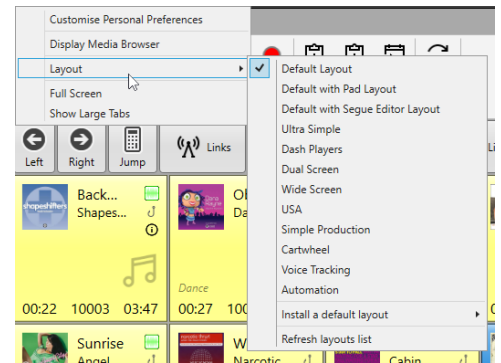 Customise Personal Preferences
Display Media Browser
Layout
Full Screen
Show Large Tabs
Default Layout
Default with Pad Layout
Default with Segue Editor Layout
Ultra Simple
Dash Players
Dual Screen
Wide Screen
USA
Simple Production
Cartwheel
Voice Tracking
Automation
Install a default layout
Refresh layouts list
Left
Right
Jump
Links
shapeshifters
Back...
Shapes...
00:22 10003 03:47
Dance
00:27 100
Sunrise
Angel
Narcotic
Cabin